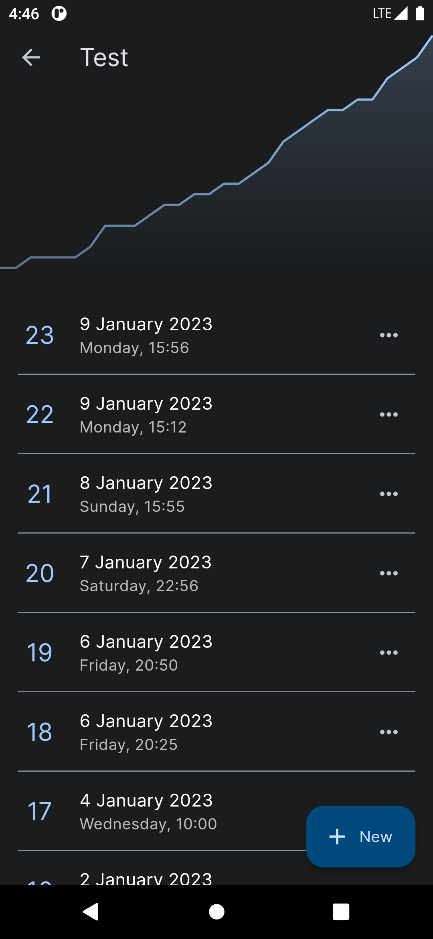 4:46
LTE
Test
23
9 January 2023
Monday, 15:56
22
9 January 2023
Monday, 15:12
21
8 January 2023
Sunday, 15:55
20
7 January 2023
Saturday, 22:56
19
6 January 2023
Friday, 20:50
18
6 January 2023
Friday, 20:25
17
4 January 2023
Wednesday, 10:00
New
2 January 2023